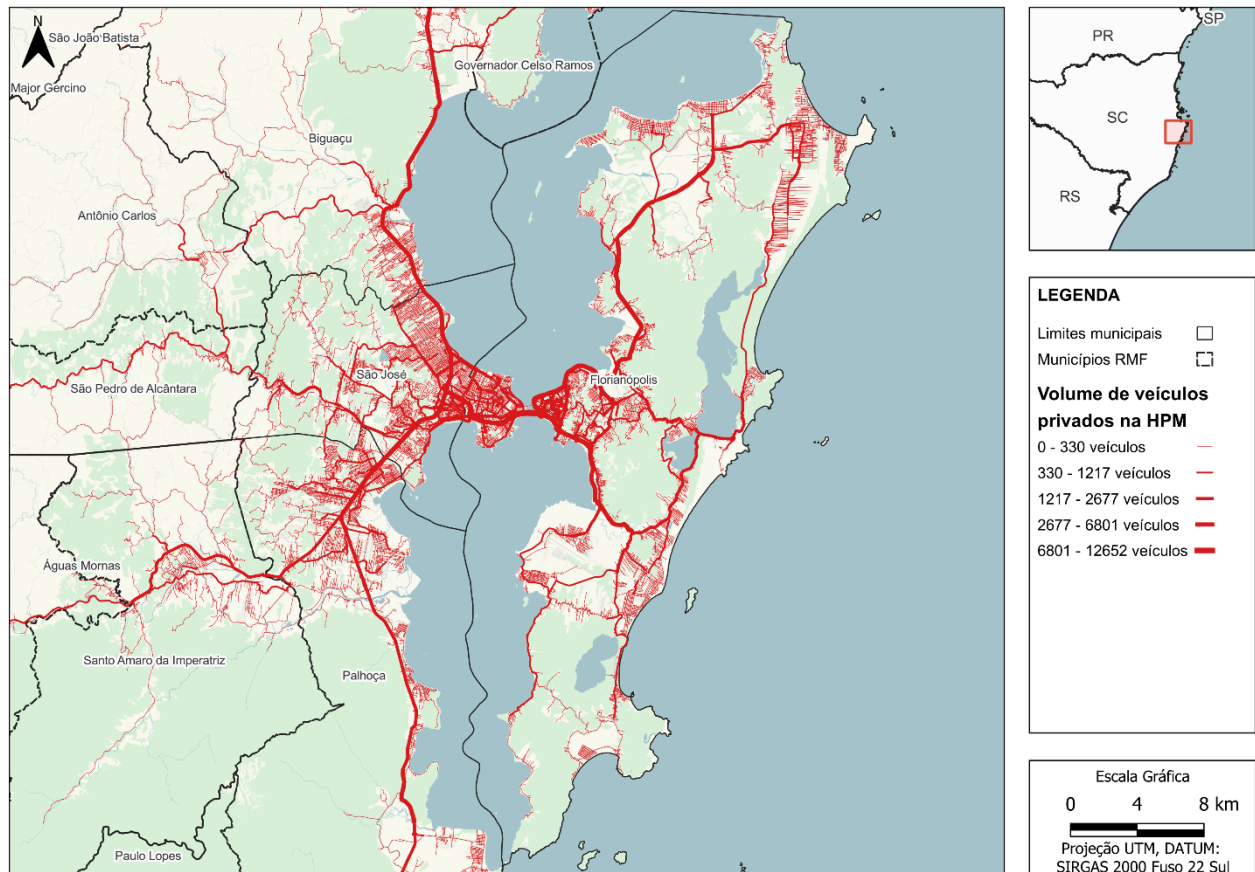 N
São João Batista
Major Gercino
Governador Celso Ramos
Biguaçu
Antônio Carlos
São José
Florianópolis
São Pedro de Alcântara
Águas Mornas
Santo Amaro da Imperatriz
Palhoça
Paulo Lopes
SP
PR
SC
RS
LEGENDA
Limites municipais
Municípios RMF
Volume de veículos
privados na HPM
0 - 330 veículos
330 - 1217 veículos
1217 - 2677 veículos
2677 - 6801 veículos
6801 - 12652 veículos
Escala Gráfica
0 4 8 km
Projeção UTM, DATUM:
SIRGAS 2000 Fuso 22 Sul